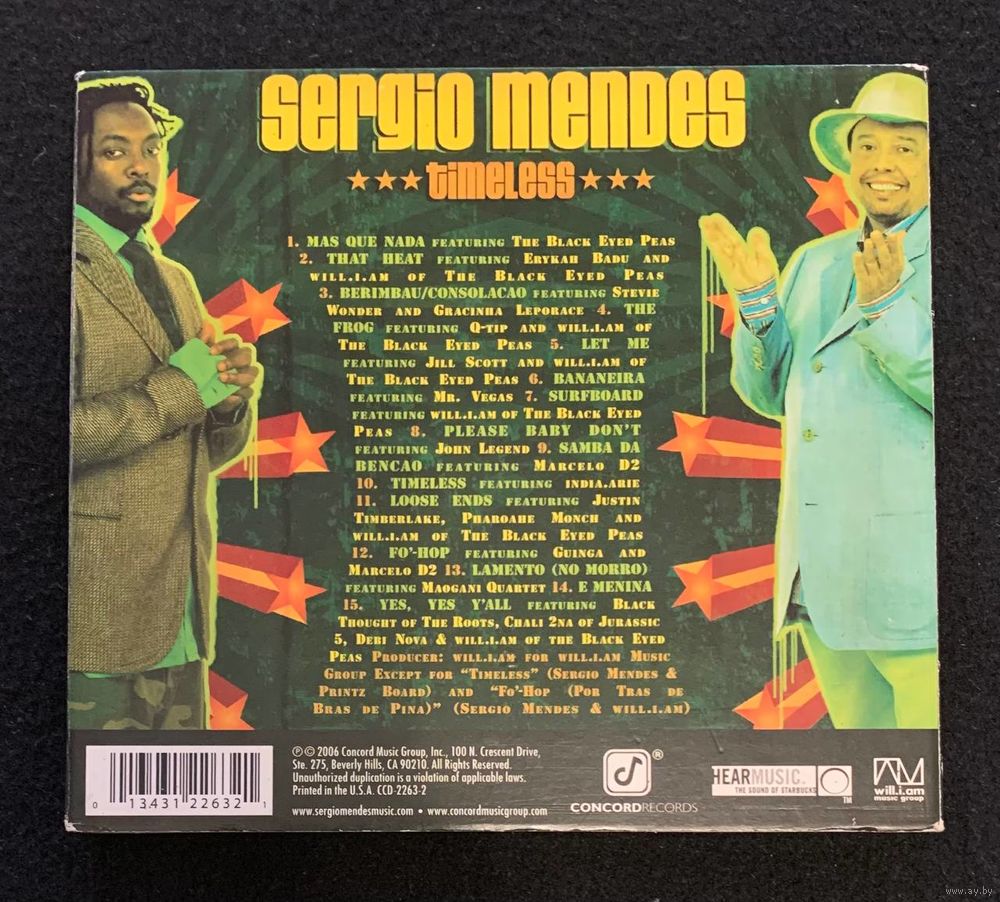 sergio mendes
timeless
1. MAS QUE NADA FEATURING THE BLACK EYED PEAS
2. THAT HEAT FEATURING ERYKAH BADU AND
WILL.I.AM OF THE BLACK EYED PEAS
3. BERIMBAU/CONSOLACAO FEATURING STEVIE
WONDER AND GRACINHA LEPORACE 4. THE
FROG FEATURING Q-TIP AND WILL.I.AM OF
THE BLACK EYED PEAS 5. LET ME
FEATURING JILL SCOTT AND WILL.I.AM OF
THE BLACK EYED PEAS 6. BANANEIRA
FEATURING MR. VEGAS 7. SURFBOARD
FEATURING WILL.I.AM OF THE BLACK EYED
PEAS 8. PLEASE BABY DON'T
FEATURING JOHN LEGEND 9. SAMBA DA
BENCAO FEATURING MARCELO D2
10. TIMELESS FEATURING INDIA.ARIE
11. LOOSE ENDS FEATURING JUSTIN
TIMBERLAKE, PHAROAHE MONCH AND
WILL.I.AM OF THE BLACK EYED PEAS
12. FO'-HOP FEATURING GUINGA AND
MARCELO D2 13. LAMENTO (NO MORRO)
FEATURING MAOGANI QUARTET 14. E MENINA
15. YES, YES Y'ALL FEATURING BLACK
THOUGHT OF THE ROOTS, CHALI 2NA OF JURASSIC
5, DEBI NOVA & WILL.I.AM OF THE BLACK EYED
PEAS PRODUCER: WILL.I.AM FOR WILL.I.AM MUSIC
GROUP EXCEPT FOR "TIMELESS" (SERGIO MENDES &
PRINTZ BOARD) AND "FO'-HOP (POR TRAS DE
BRAS DE PINA)" (SERGIO MENDES & WILL.I.AM)
0 13431 22632 1
℗ © 2006 Concord Music Group, Inc., 100 N. Crescent Drive,
Ste. 275, Beverly Hills, CA 90210. All Rights Reserved.
Unauthorized duplication is a violation of applicable laws.
Printed in the U.S.A. CCD-2263-2
www.sergiomendesmusic.com • www.concordmusicgroup.com
®
CONCORDRECORDS
HEARMUSIC.
THE SOUND OF STARBUCKS
TM
will.i.am
music group
www.ay.by